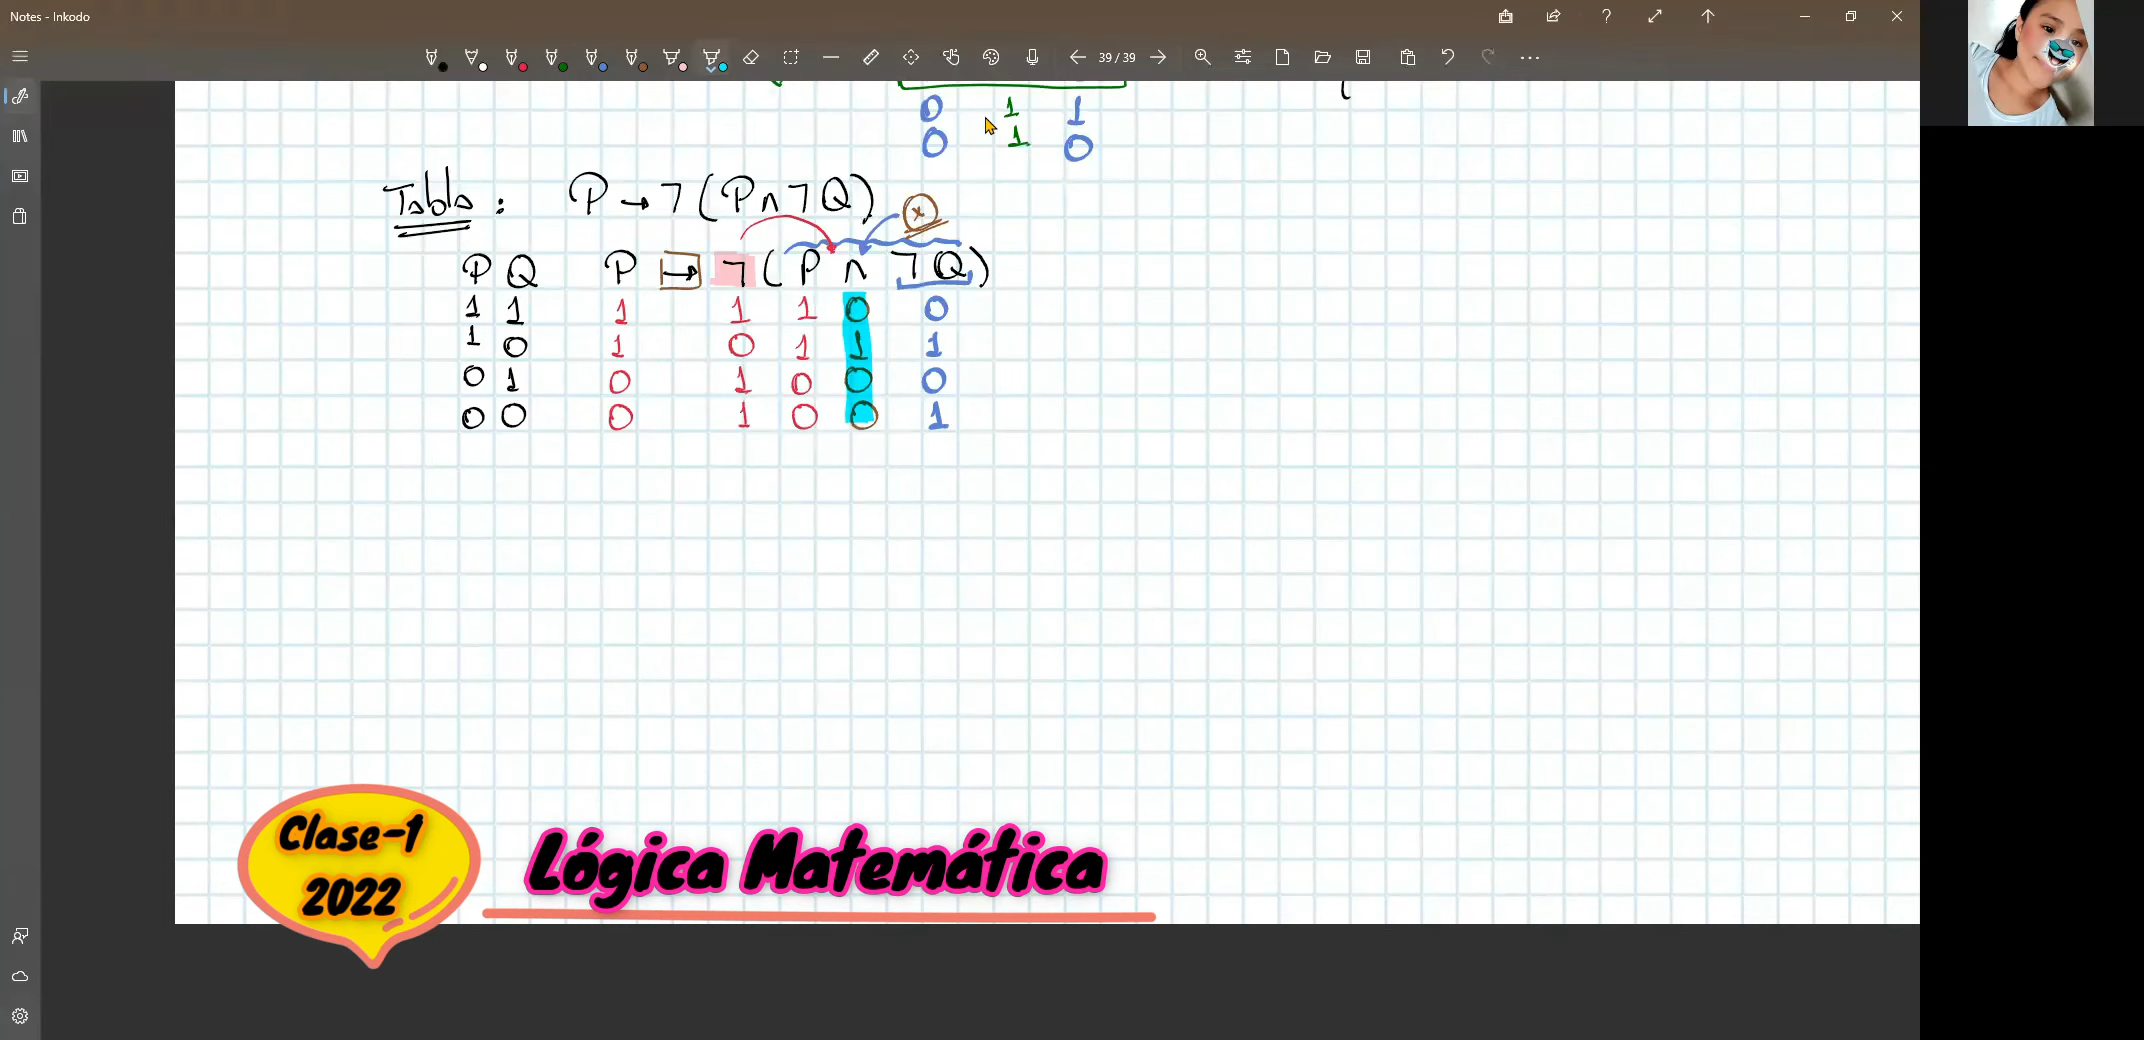 Notes - Inkodo
39 / 39
0 1 1
0 1 0
Tabla: P → ¬ (P ∧ ¬ Q)
P Q P → ¬ ( P ∧ ¬ Q )
1 1 1 1 1 0 0
1 0 1 0 1 1 1
0 1 0 1 0 0 0
0 0 0 1 0 0 1
Clase-1
2022
Lógica Matemática